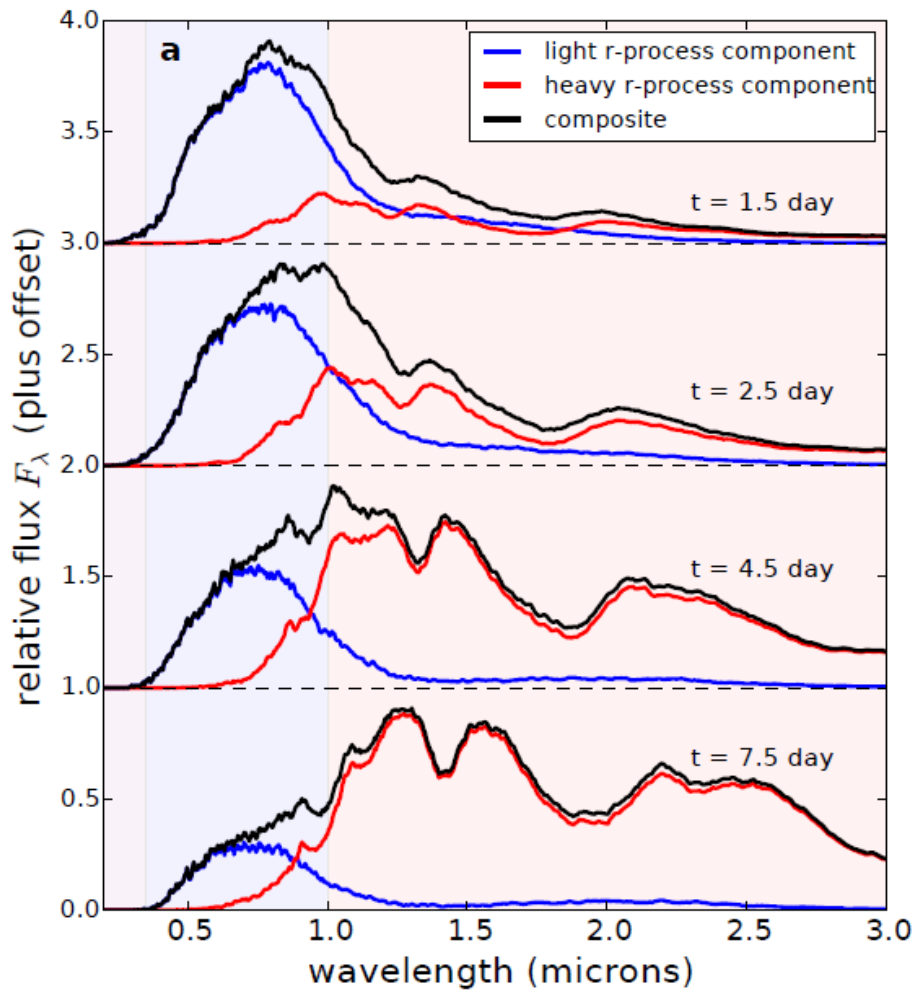 a
light r-process component
heavy r-process component
composite
t = 1.5 day
t = 2.5 day
t = 4.5 day
t = 7.5 day
relative flux F_λ (plus offset)
4.0
3.5
3.0
2.5
2.0
1.5
1.0
0.5
0.0
0.5 1.0 1.5 2.0 2.5 3.0
wavelength (microns)